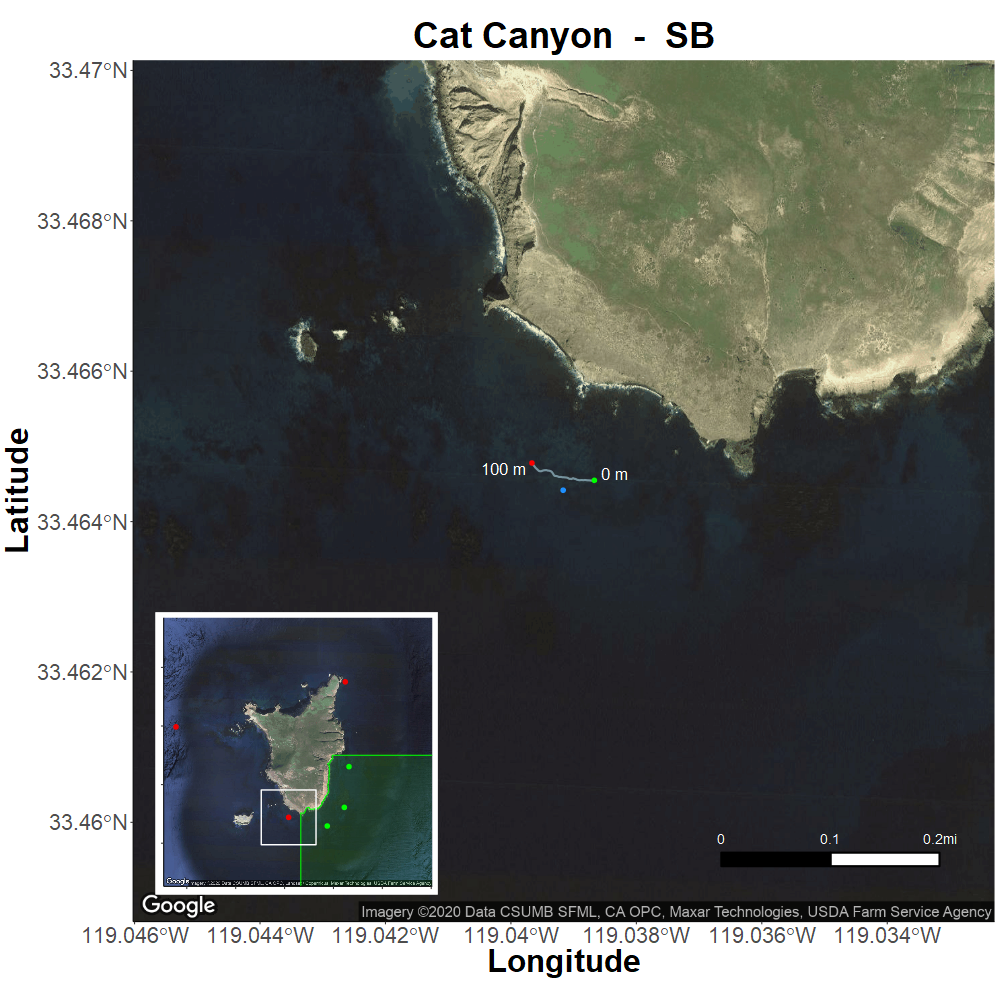 Cat Canyon - SB
33.47°N
33.468°N
33.466°N
33.464°N
33.462°N
33.46°N
Latitude
100 m
0 m
0 0.1 0.2mi
Google
Google
Imagery ©2020 Data CSUMB SFML, CA OPC, Maxar Technologies, USDA Farm Service Agency
119.046°W 119.044°W 119.042°W 119.04°W 119.038°W 119.036°W 119.034°W
Longitude